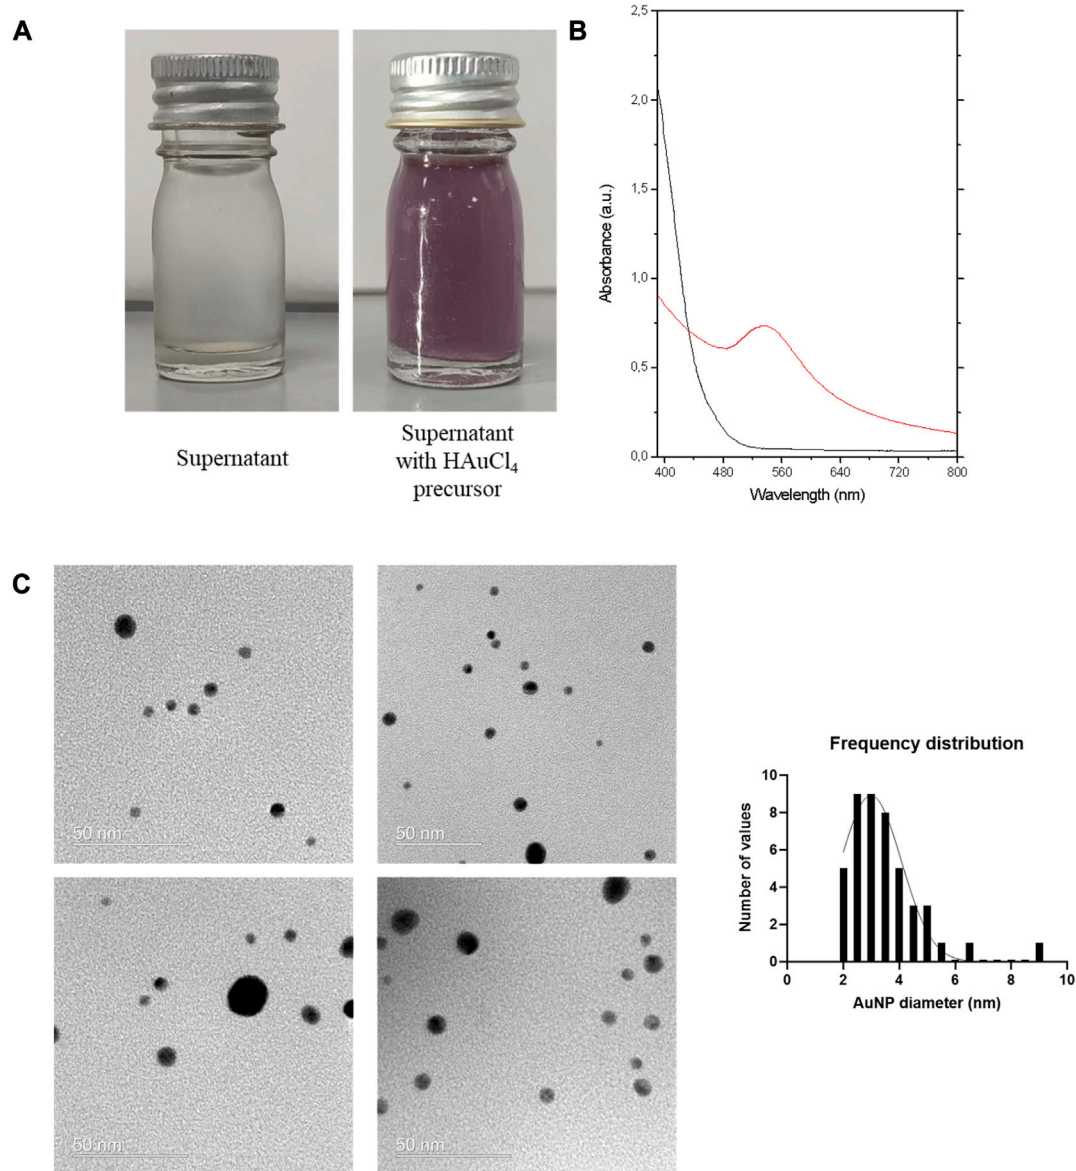 A
Supernatant
Supernatant
with HAuCl₄
precursor
B
2,5
2,0
1,5
1,0
0,5
0,0
Absorbance (a.u.)
400 480 560 640 720 800
Wavelength (nm)
C
50 nm
50 nm
50 nm
50 nm
Frequency distribution
10
8
6
4
2
0
Number of values
0 2 4 6 8 10
AuNP diameter (nm)